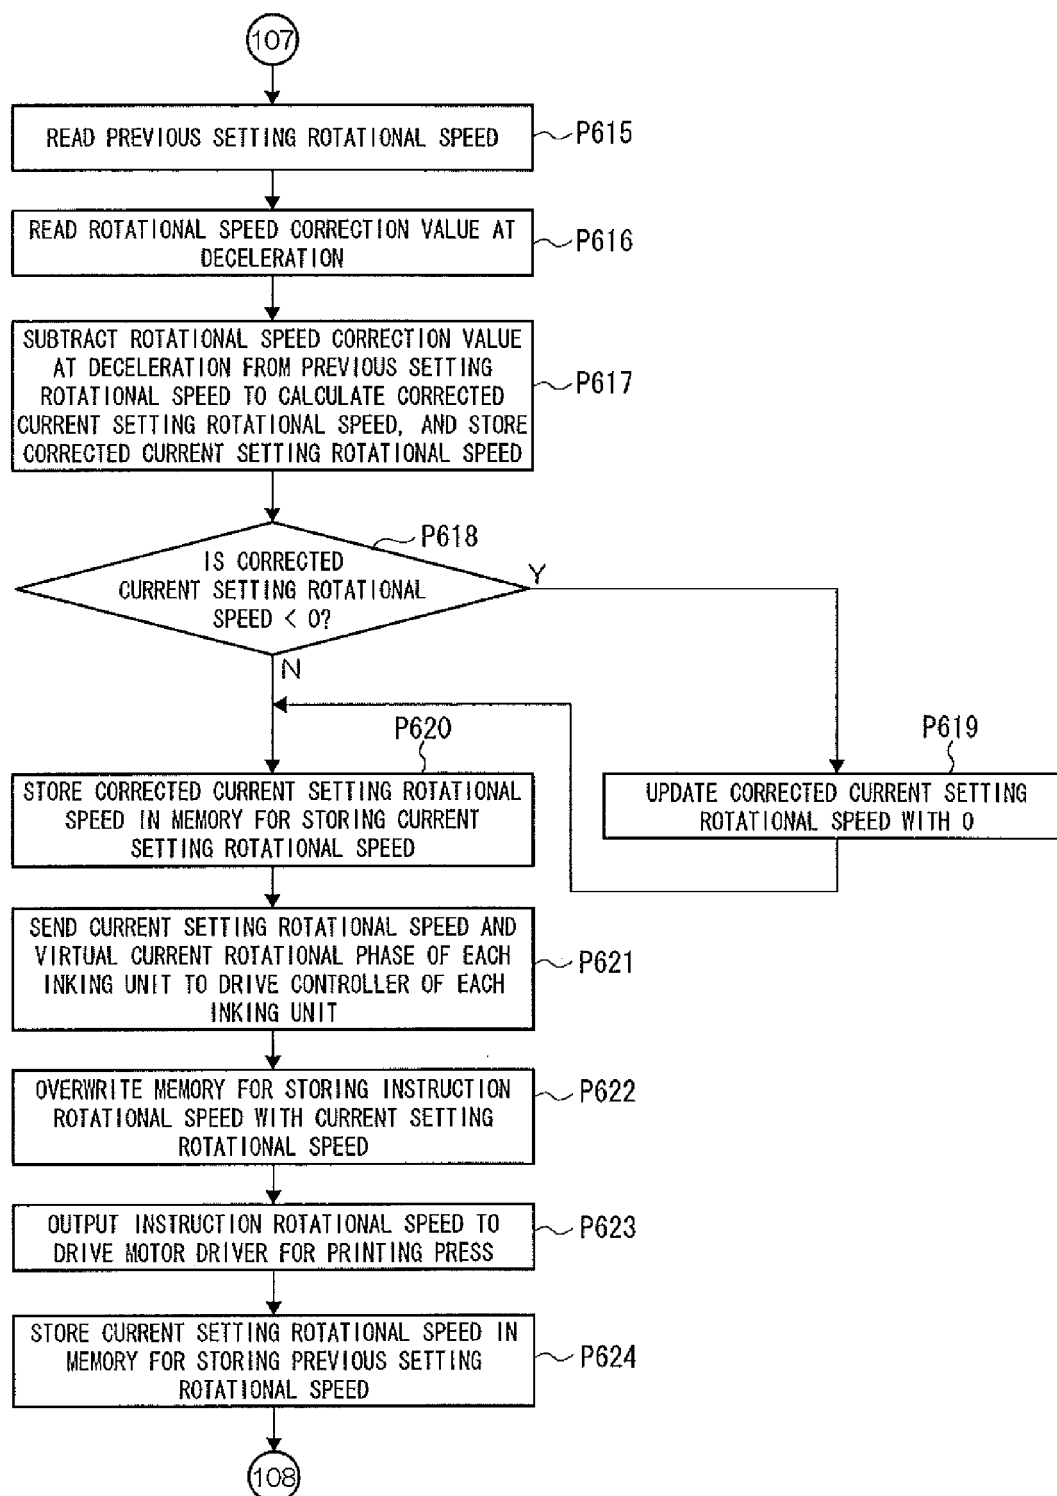 107
READ PREVIOUS SETTING ROTATIONAL SPEED
P615
READ ROTATIONAL SPEED CORRECTION VALUE AT
DECELERATION
P616
SUBTRACT ROTATIONAL SPEED CORRECTION VALUE
AT DECELERATION FROM PREVIOUS SETTING
ROTATIONAL SPEED TO CALCULATE CORRECTED
CURRENT SETTING ROTATIONAL SPEED, AND STORE
CORRECTED CURRENT SETTING ROTATIONAL SPEED
P617
P618
IS CORRECTED
CURRENT SETTING ROTATIONAL
SPEED < 0?
Y
N
P620
STORE CORRECTED CURRENT SETTING ROTATIONAL
SPEED IN MEMORY FOR STORING CURRENT
SETTING ROTATIONAL SPEED
P619
UPDATE CORRECTED CURRENT SETTING
ROTATIONAL SPEED WITH 0
SEND CURRENT SETTING ROTATIONAL SPEED AND
VIRTUAL CURRENT ROTATIONAL PHASE OF EACH
INKING UNIT TO DRIVE CONTROLLER OF EACH
INKING UNIT
P621
OVERWRITE MEMORY FOR STORING INSTRUCTION
ROTATIONAL SPEED WITH CURRENT SETTING
ROTATIONAL SPEED
P622
OUTPUT INSTRUCTION ROTATIONAL SPEED TO
DRIVE MOTOR DRIVER FOR PRINTING PRESS
P623
STORE CURRENT SETTING ROTATIONAL SPEED IN
MEMORY FOR STORING PREVIOUS SETTING
ROTATIONAL SPEED
P624
108